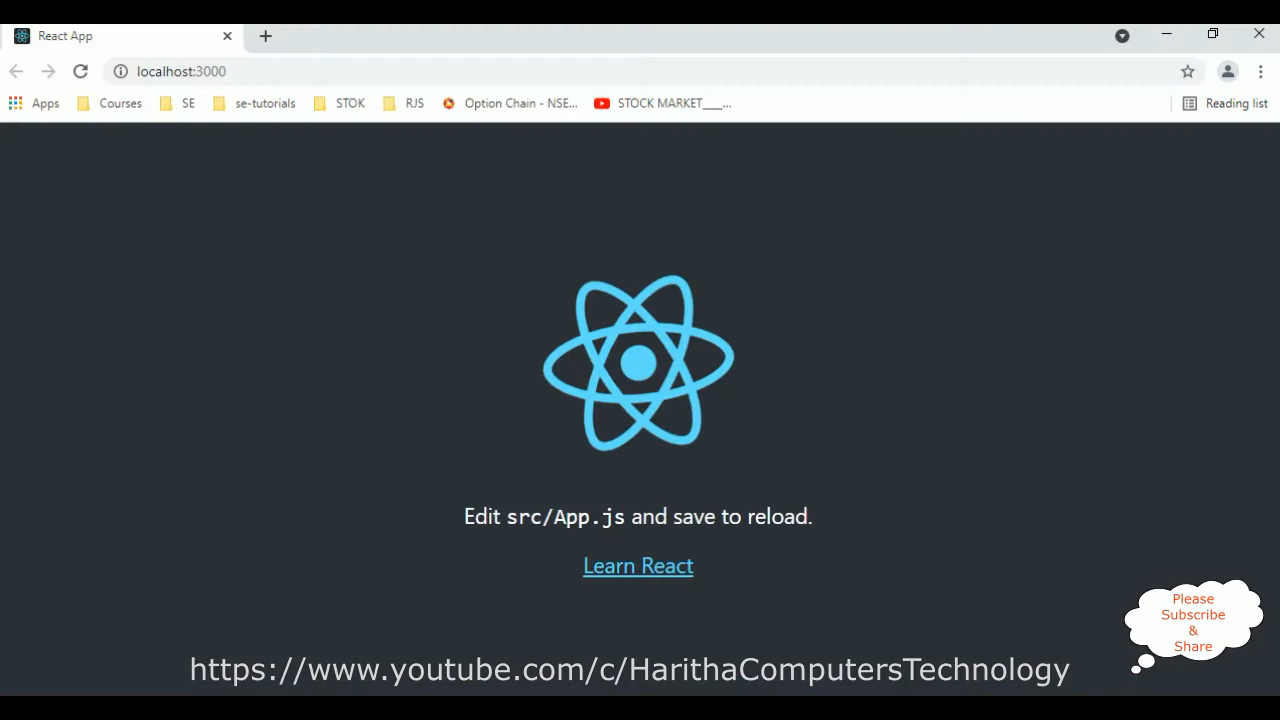 React App
localhost:3000
Apps Courses SE se-tutorials STOK RJS Option Chain - NSE... STOCK MARKET___... Reading list
Edit src/App.js and save to reload.
Learn React
Please
Subscribe
&
Share
https://www.youtube.com/c/HarithaComputersTechnology